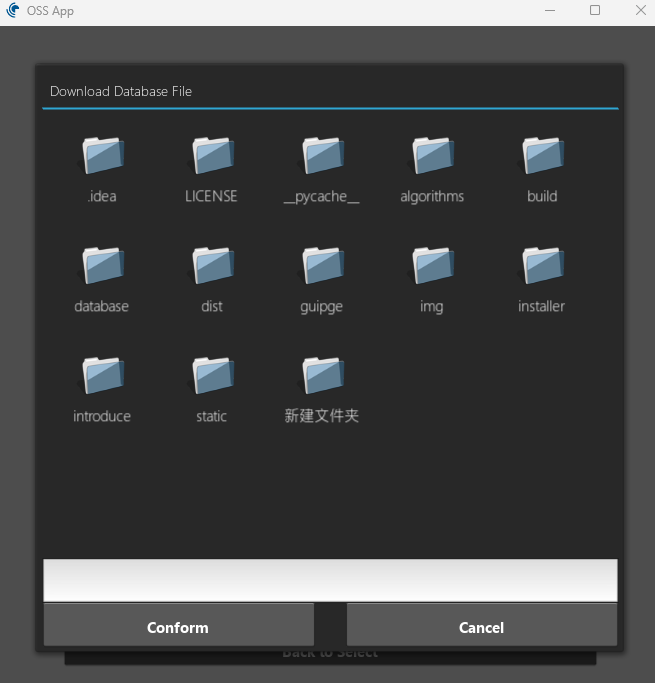 OSS App
Download Database File
.idea
LICENSE
__pycache__
algorithms
build
database
dist
guipge
img
installer
introduce
static
新建文件夹
Conform
Cancel
Back to Select